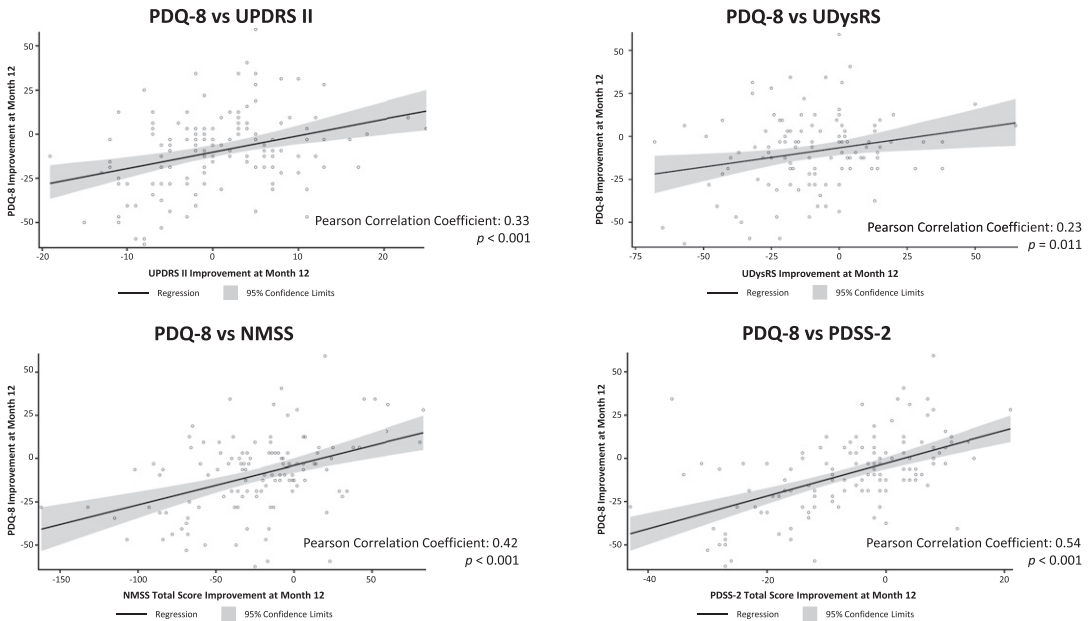 PDQ-8 vs UPDRS II
PDQ-8 Improvement at Month 12
50
25
0
-25
-50
-20
-10
0
10
20
Pearson Correlation Coefficient: 0.33
p < 0.001
UPDRS II Improvement at Month 12
Regression
95% Confidence Limits
PDQ-8 vs UDysRS
PDQ-8 Improvement at Month 12
50
25
0
-25
-50
-75
-50
-25
0
25
50
Pearson Correlation Coefficient: 0.23
p = 0.011
UDysRS Improvement at Month 12
Regression
95% Confidence Limits
PDQ-8 vs NMSS
PDQ-8 Improvement at Month 12
50
25
0
-25
-50
-150
-100
-50
0
50
Pearson Correlation Coefficient: 0.42
p < 0.001
NMSS Total Score Improvement at Month 12
Regression
95% Confidence Limits
PDQ-8 vs PDSS-2
PDQ-8 Improvement at Month 12
50
25
0
-25
-50
-40
-20
0
20
Pearson Correlation Coefficient: 0.54
p < 0.001
PDSS-2 Total Score Improvement at Month 12
Regression
95% Confidence Limits